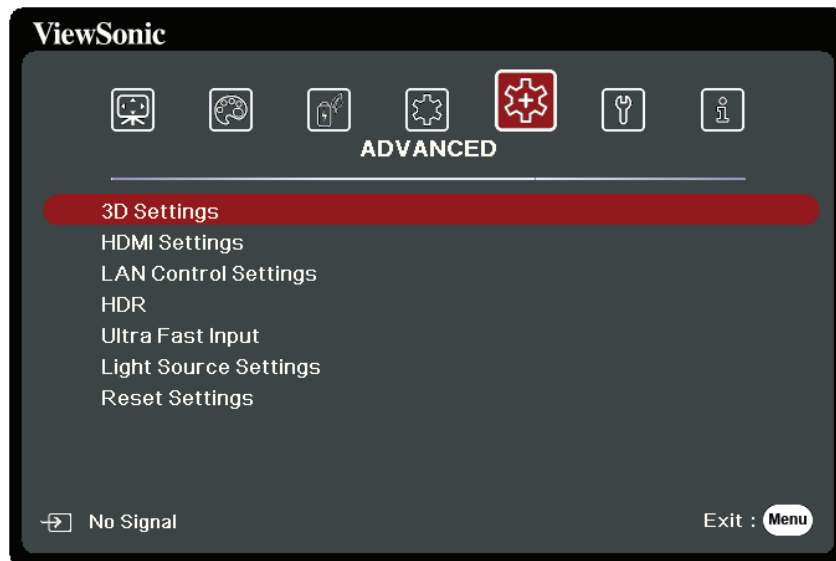 ViewSonic
ADVANCED
3D Settings
HDMI Settings
LAN Control Settings
HDR
Ultra Fast Input
Light Source Settings
Reset Settings
No Signal
Exit : Menu